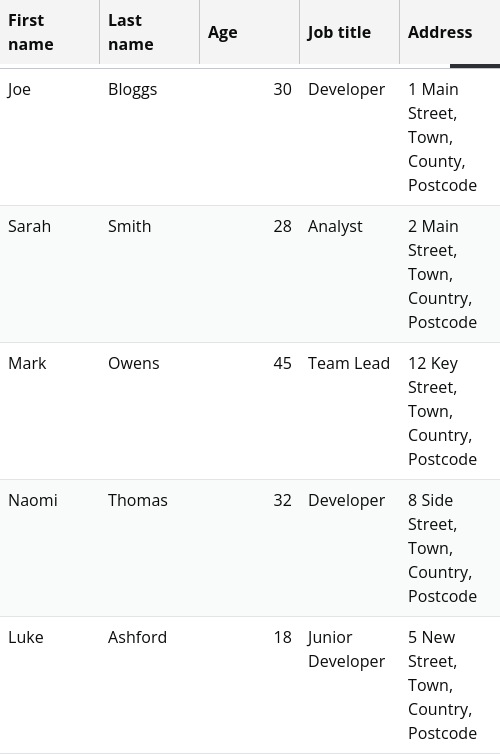 First name Last name Age Job title Address
Joe Bloggs 30 Developer 1 Main
Street,
Town,
County,
Postcode
Sarah Smith 28 Analyst 2 Main
Street,
Town,
Country,
Postcode
Mark Owens 45 Team Lead 12 Key
Street,
Town,
Country,
Postcode
Naomi Thomas 32 Developer 8 Side
Street,
Town,
Country,
Postcode
Luke Ashford 18 Junior Developer 5 New
Street,
Town,
Country,
Postcode